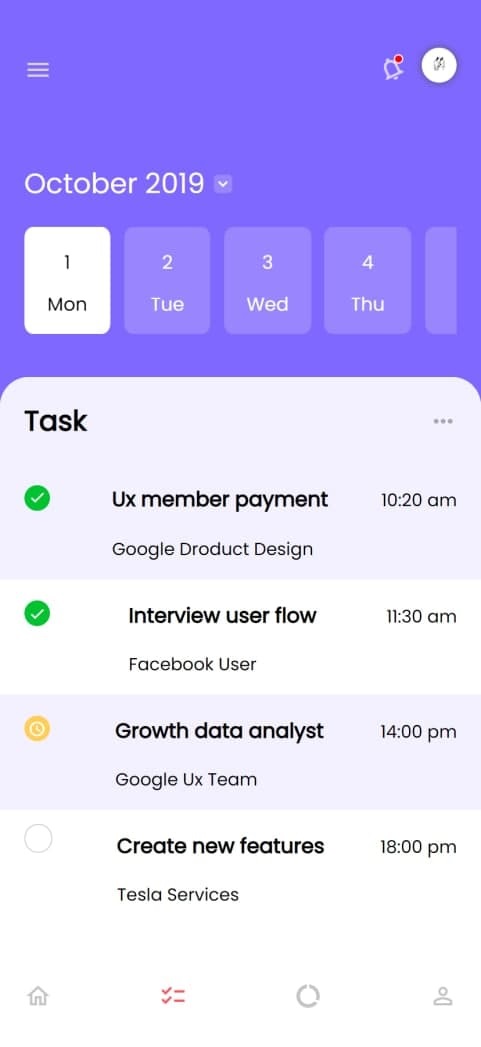 October 2019
1 2 3 4
Mon Tue Wed Thu
Task
Ux member payment 10:20 am
Google Droduct Design
Interview user flow 11:30 am
Facebook User
Growth data analyst 14:00 pm
Google Ux Team
Create new features 18:00 pm
Tesla Services